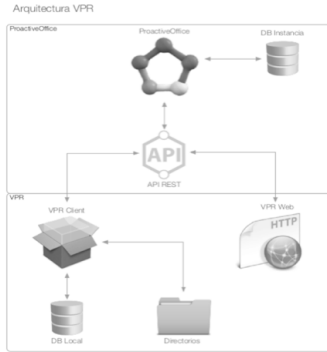 Arquitectura VPR
ProactiveOffice
ProactiveOffice
DB Instancia
API
API REST
VPR
VPR Client
VPR Web
HTTP
DB Local
Directorios